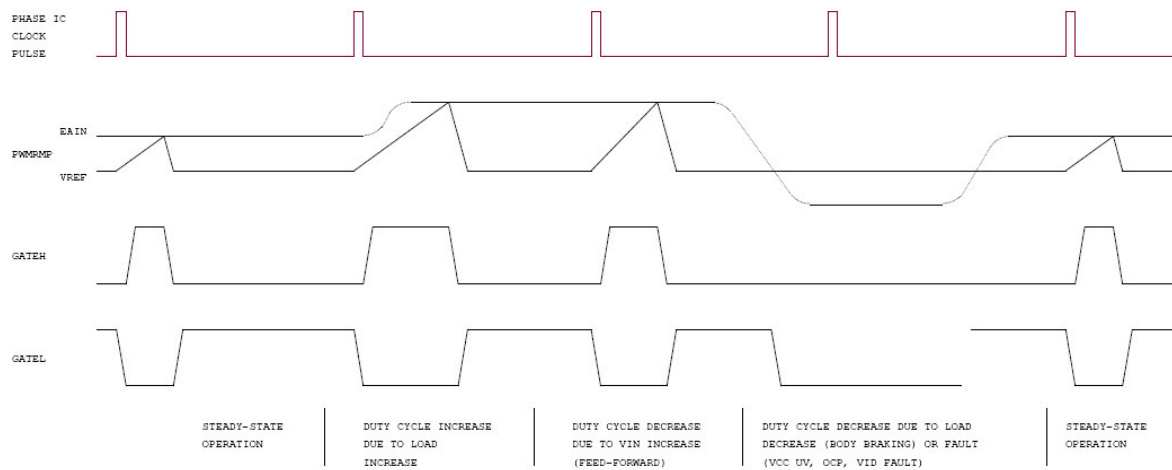 PHASE IC
CLOCK
PULSE
EAIN
PWMRMP
VREF
GATEH
GATEL
STEADY-STATE
OPERATION
DUTY CYCLE INCREASE
DUE TO LOAD
INCREASE
DUTY CYCLE DECREASE
DUE TO VIN INCREASE
(FEED-FORWARD)
DUTY CYCLE DECREASE DUE TO LOAD
DECREASE (BODY BRAKING) OR FAULT
(VCC UV, OCP, VID FAULT)
STEADY-STATE
OPERATION